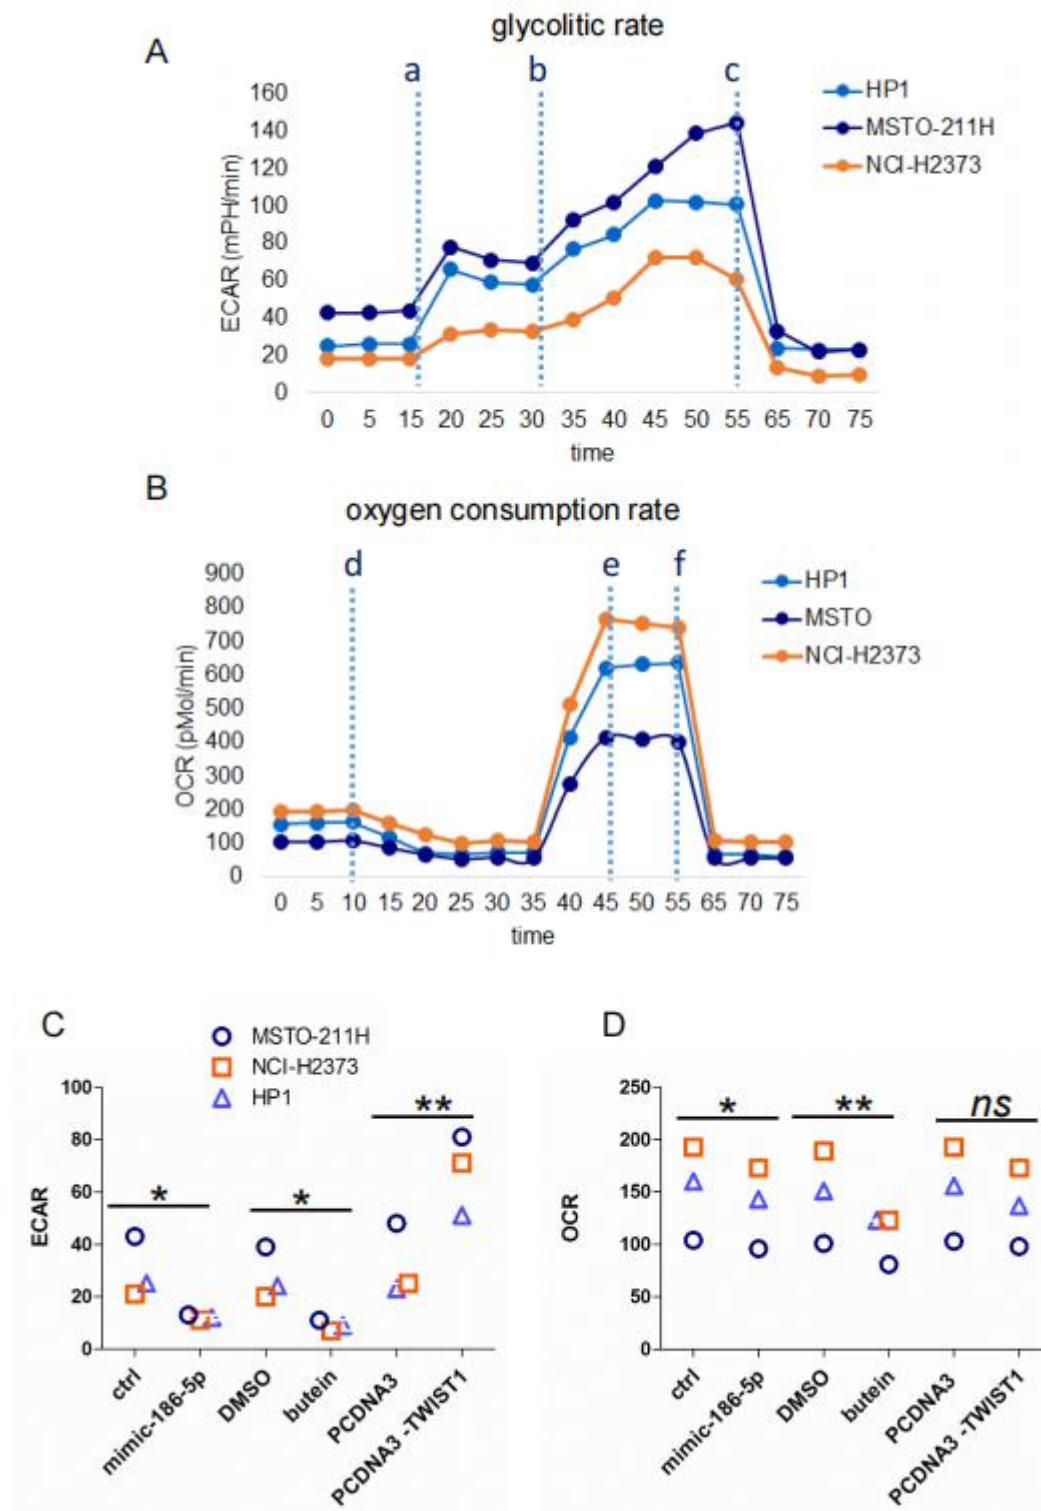 A
glycolitic rate
a b c
HP1
MSTO-211H
NCI-H2373
ECAR (mPH/min)
160
140
120
100
80
60
40
20
0
0 5 15 20 25 30 35 40 45 50 55 65 70 75
time
B
oxygen consumption rate
d e f
HP1
MSTO
NCI-H2373
OCR (pMol/min)
900
800
700
600
500
400
300
200
100
0
0 5 10 15 20 25 30 35 40 45 50 55 65 70 75
time
C
MSTO-211H
NCI-H2373
HP1
ECAR
100
80
60
40
20
0
* * **
ctrl
mimic-186-5p
DMSO
butein
PCDNA3
PCDNA3 -TWIST1
D
OCR
250
200
150
100
50
0
* ** ns
ctrl
mimic-186-5p
DMSO
butein
PCDNA3
PCDNA3 -TWIST1